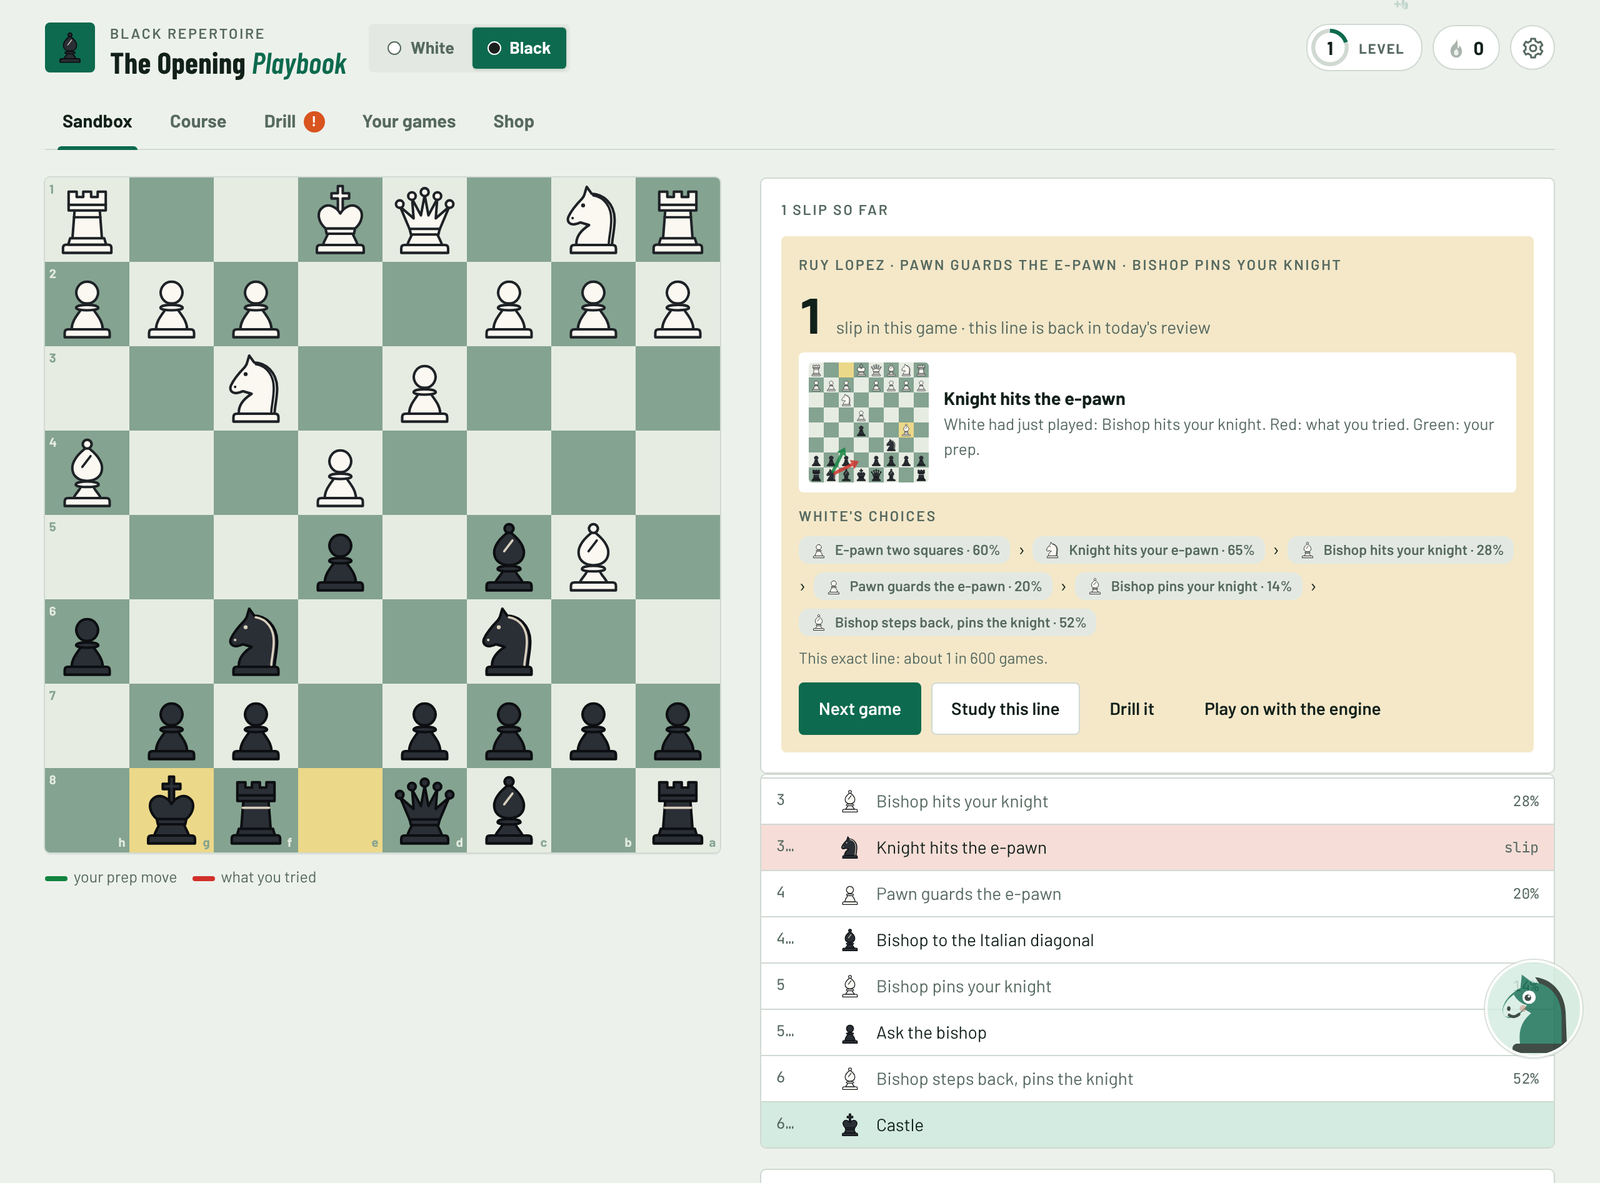 BLACK REPERTOIRE
The Opening Playbook
White
Black
1
LEVEL
0
Sandbox
Course
Drill
!
Your games
Shop
1
2
3
4
5
6
7
8
h
g
f
e
d
c
b
a
your prep move
what you tried
1 SLIP SO FAR
RUY LOPEZ · PAWN GUARDS THE E-PAWN · BISHOP PINS YOUR KNIGHT
1 slip in this game · this line is back in today's review
Knight hits the e-pawn
White had just played: Bishop hits your knight. Red: what you tried. Green: your
prep.
WHITE'S CHOICES
E-pawn two squares · 60% › Knight hits your e-pawn · 65% › Bishop hits your knight · 28%
› Pawn guards the e-pawn · 20% › Bishop pins your knight · 14% ›
Bishop steps back, pins the knight · 52%
This exact line: about 1 in 600 games.
Next game
Study this line
Drill it
Play on with the engine
3 Bishop hits your knight 28%
3… Knight hits the e-pawn slip
4 Pawn guards the e-pawn 20%
4… Bishop to the Italian diagonal
5 Bishop pins your knight
5… Ask the bishop
6 Bishop steps back, pins the knight 52%
6… Castle